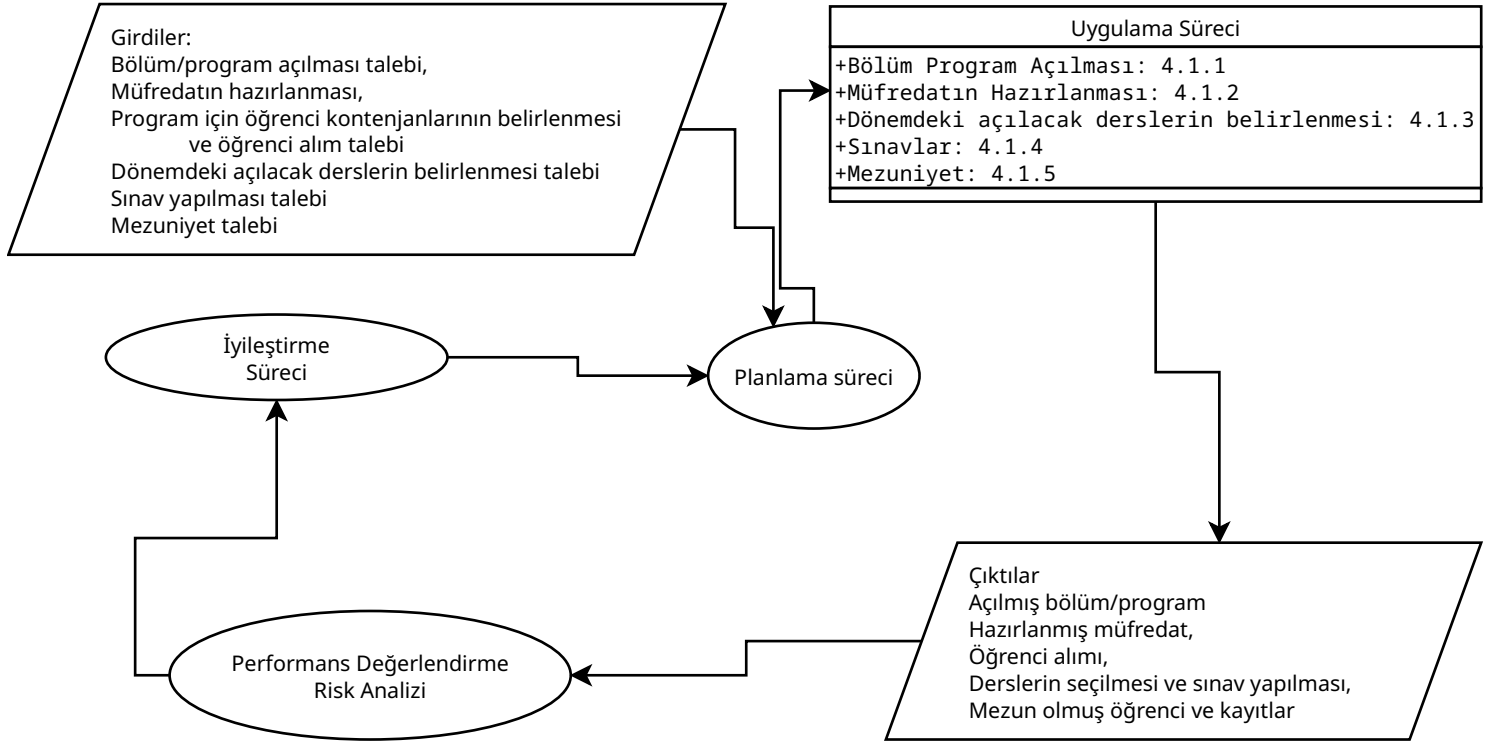 Girdiler:
Bölüm/program açılması talebi,
Müfredatın hazırlanması,
Program için öğrenci kontenjanlarının belirlenmesi
ve öğrenci alım talebi
Dönemdeki açılacak derslerin belirlenmesi talebi
Sınav yapılması talebi
Mezuniyet talebi
Uygulama Süreci
+Bölüm Program Açılması: 4.1.1
+Müfredatın Hazırlanması: 4.1.2
+Dönemdeki açılacak derslerin belirlenmesi: 4.1.3
+Sınavlar: 4.1.4
+Mezuniyet: 4.1.5
İyileştirme
Süreci
Planlama süreci
Performans Değerlendirme
Risk Analizi
Çıktılar
Açılmış bölüm/program
Hazırlanmış müfredat,
Öğrenci alımı,
Derslerin seçilmesi ve sınav yapılması,
Mezun olmuş öğrenci ve kayıtlar